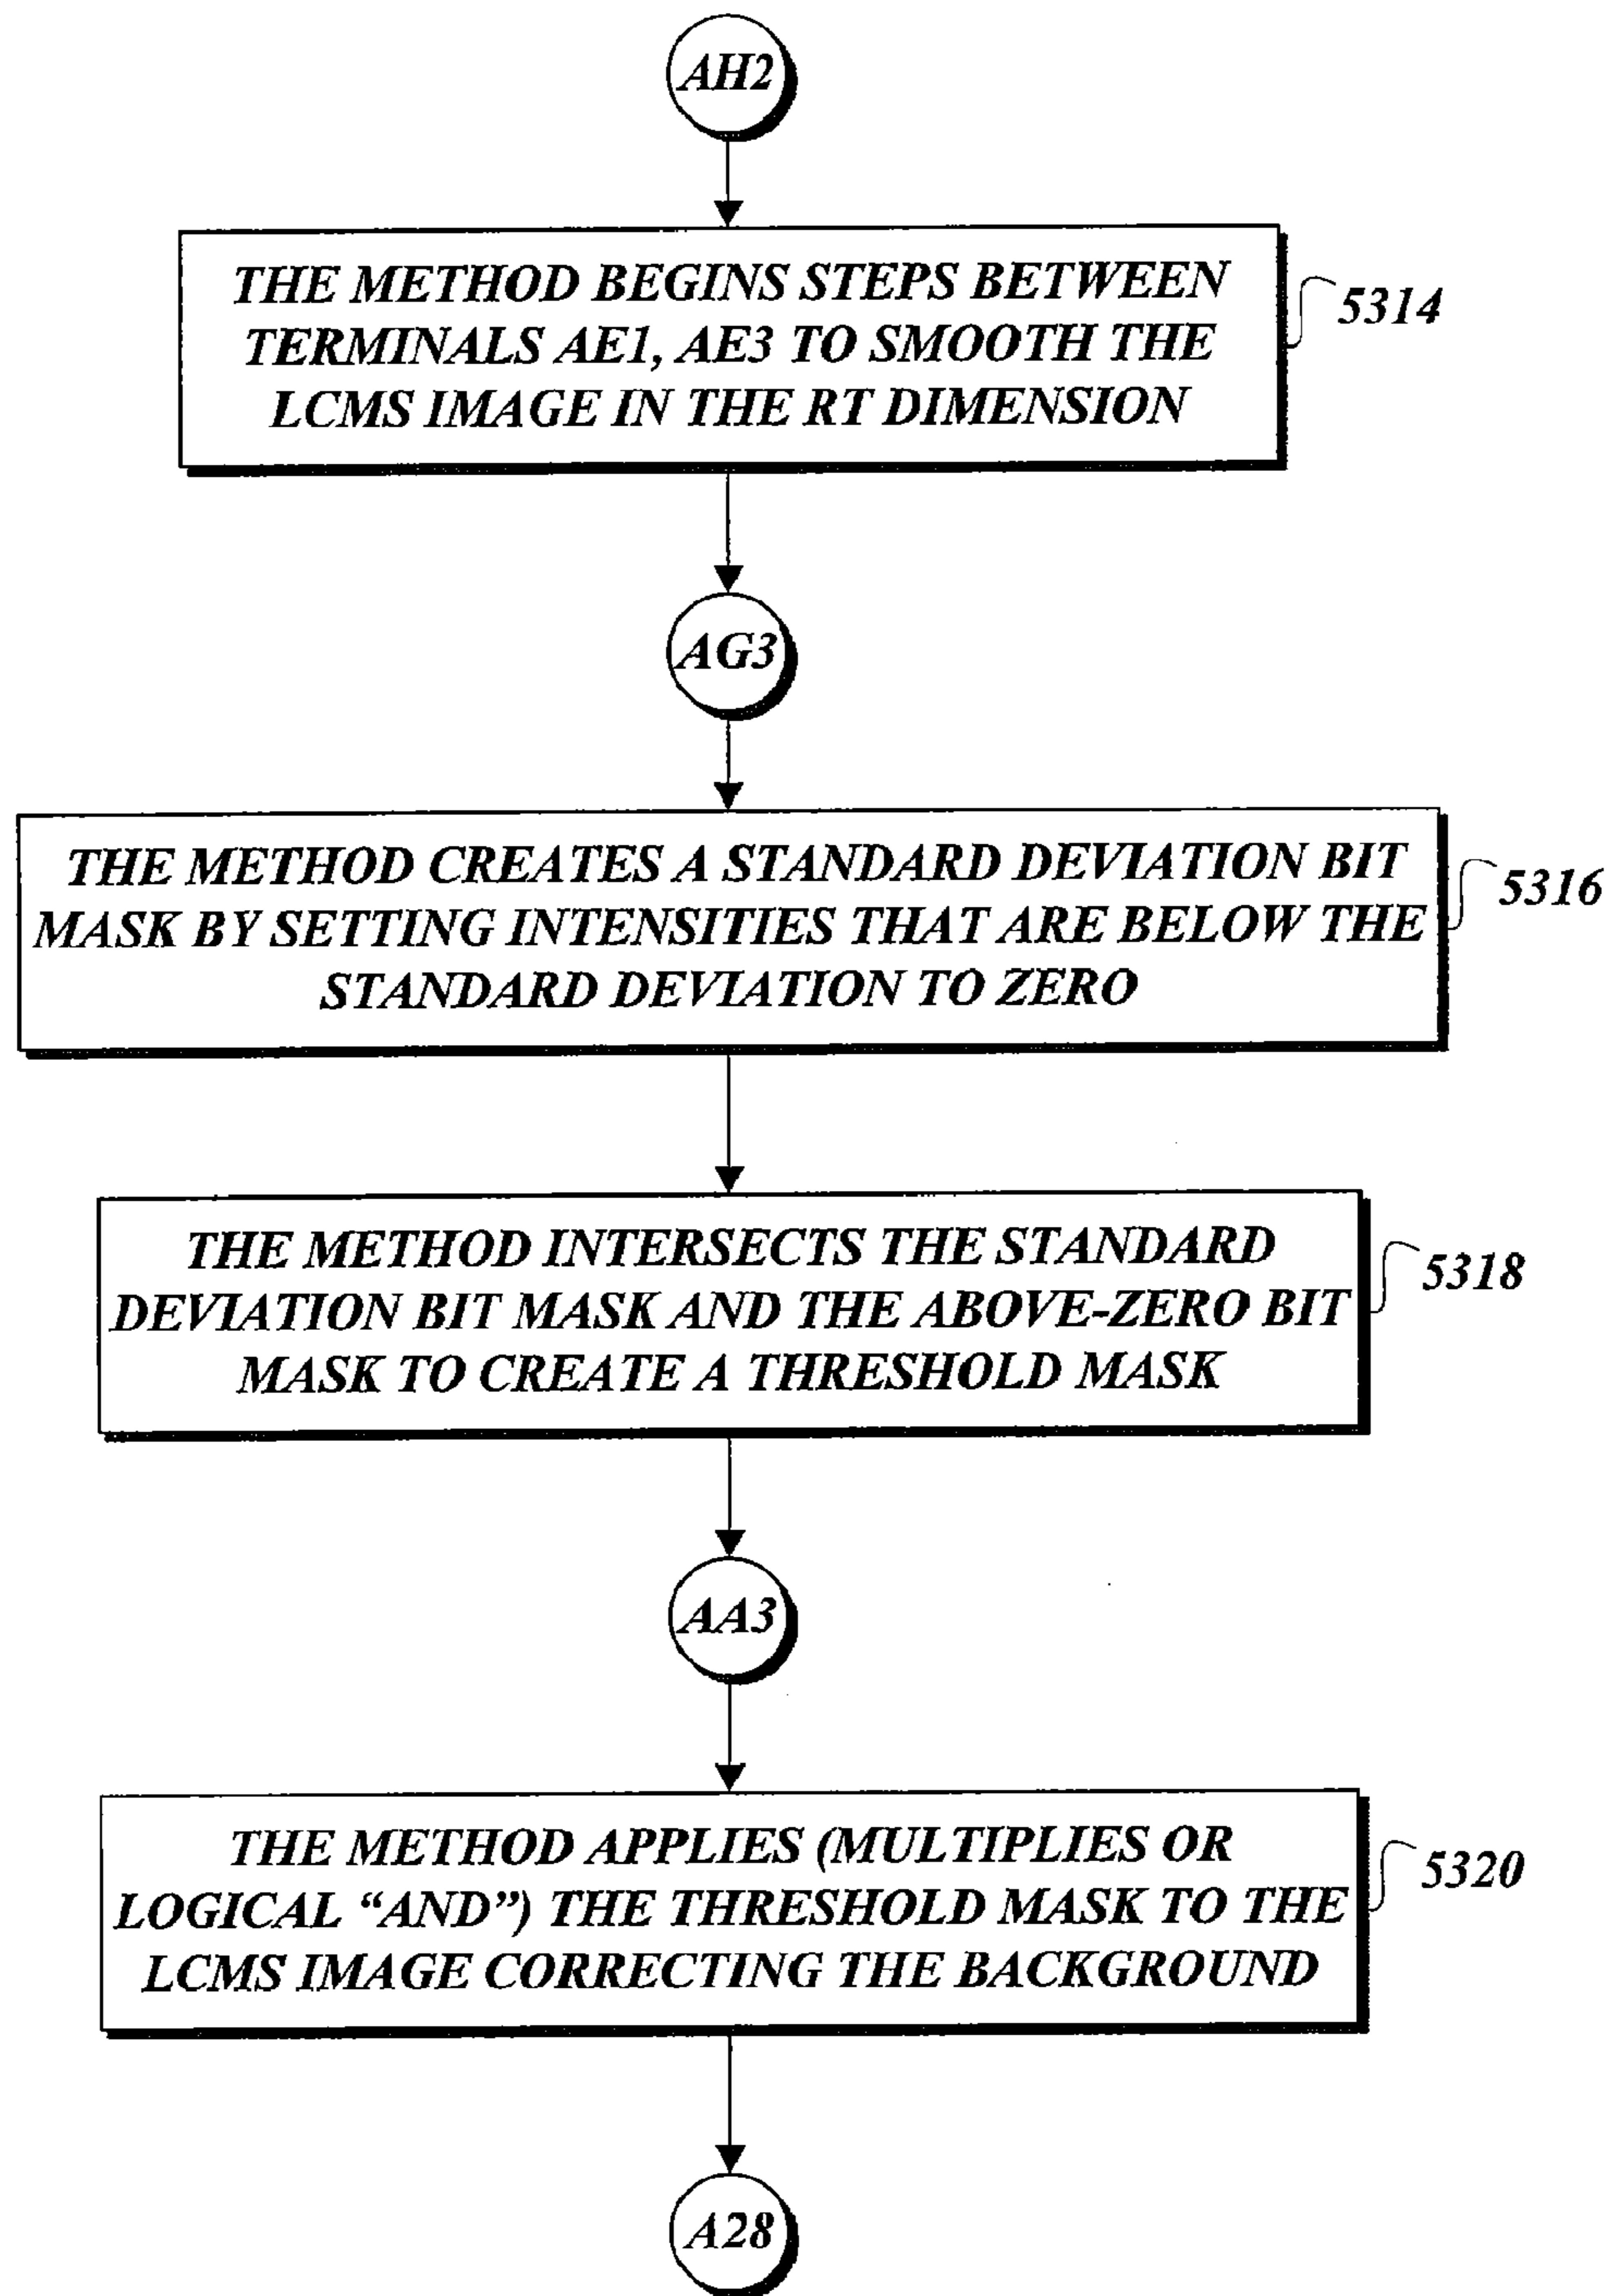 AH2
THE METHOD BEGINS STEPS BETWEEN
TERMINALS AE1, AE3 TO SMOOTH THE
LCMS IMAGE IN THE RT DIMENSION
5314
AG3
THE METHOD CREATES A STANDARD DEVIATION BIT
MASK BY SETTING INTENSITIES THAT ARE BELOW THE
STANDARD DEVIATION TO ZERO
5316
THE METHOD INTERSECTS THE STANDARD
DEVIATION BIT MASK AND THE ABOVE-ZERO BIT
MASK TO CREATE A THRESHOLD MASK
5318
AA3
THE METHOD APPLIES (MULTIPLIES OR
LOGICAL “AND”) THE THRESHOLD MASK TO THE
LCMS IMAGE CORRECTING THE BACKGROUND
5320
A28